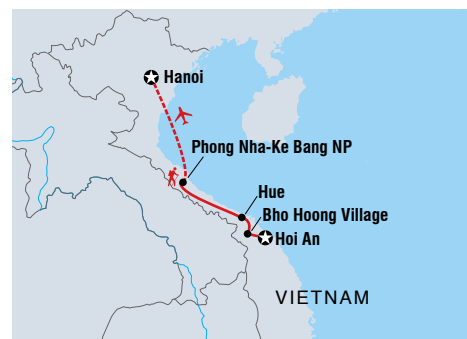 Hanoi
Phong Nha-Ke Bang NP
Hue
Bho Hoong Village
Hoi An
VIETNAM